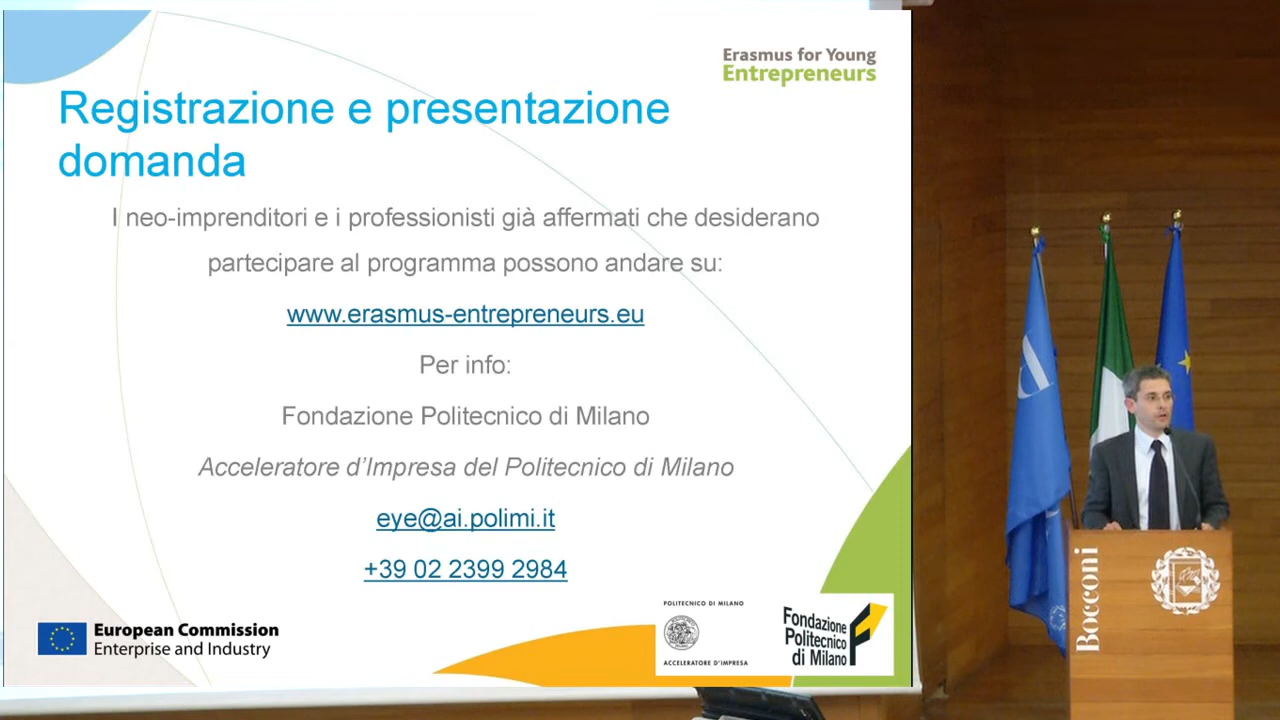 Erasmus for Young
Entrepreneurs
Registrazione e presentazione
domanda
I neo-imprenditori e i professionisti già affermati che desiderano
partecipare al programma possono andare su:
www.erasmus-entrepreneurs.eu
Per info:
Fondazione Politecnico di Milano
Acceleratore d’Impresa del Politecnico di Milano
eye@ai.polimi.it
+39 02 2399 2984
European Commission
Enterprise and Industry
POLITECNICO DI MILANO
ACCELERATORE D'IMPRESA
Fondazione
Politecnico
di Milano
Bocconi